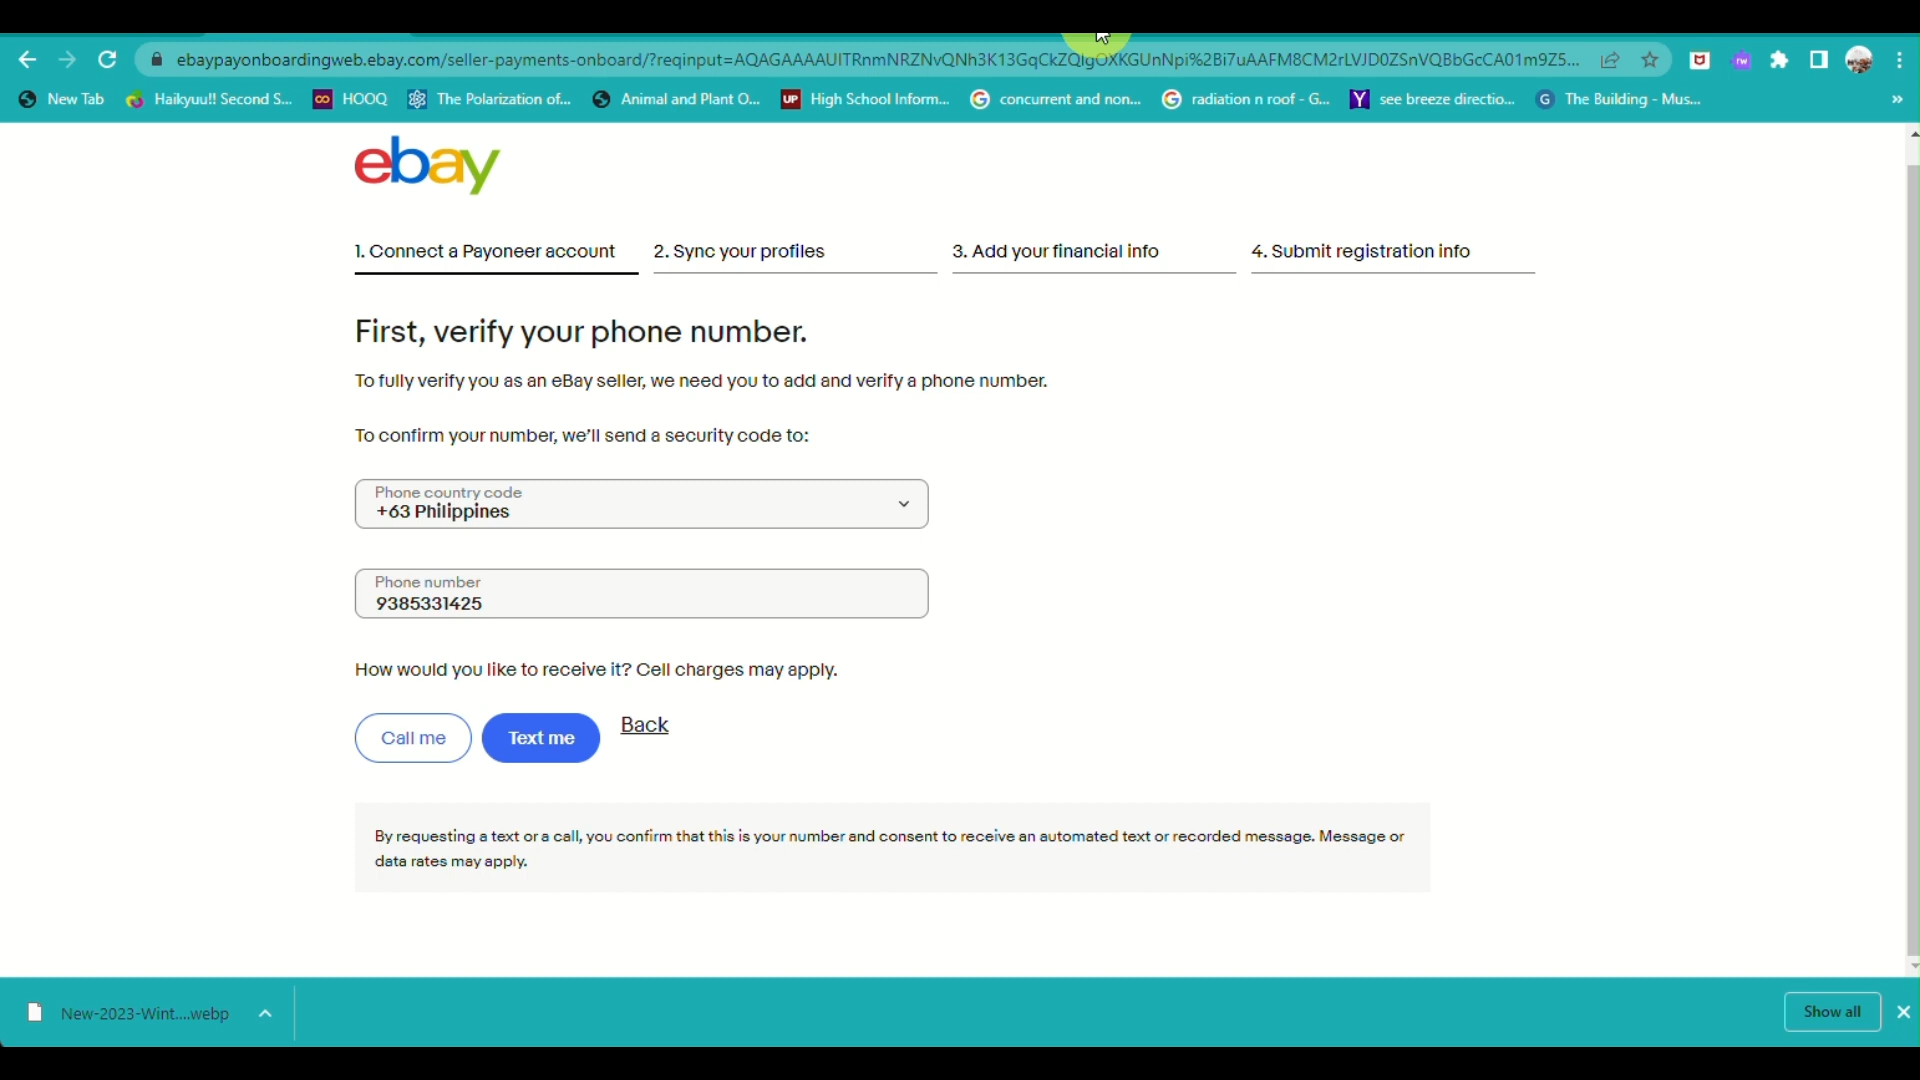 ebaypayonboardingweb.ebay.com/seller-payments-onboard/?reqinput=AQAGAAAAUITRnmNRZNvQNh3K13GqCkZQIgOXKGUnNpi%2Bi7uAAFM8CM2rLVJD0ZSnVQBbGcCA01m9Z5...
New Tab Haikyuu!! Second S... HOOQ The Polarization of... Animal and Plant O... UP High School Inform... concurrent and non... radiation n roof - G... see breeze directio... The Building - Mus... »
ebay
1. Connect a Payoneer account 2. Sync your profiles 3. Add your financial info 4. Submit registration info
First, verify your phone number.
To fully verify you as an eBay seller, we need you to add and verify a phone number.
To confirm your number, we'll send a security code to:
Phone country code
+63 Philippines
Phone number
9385331425
How would you like to receive it? Cell charges may apply.
Call me Text me Back
By requesting a text or a call, you confirm that this is your number and consent to receive an automated text or recorded message. Message or
data rates may apply.
New-2023-Wint....webp Show all